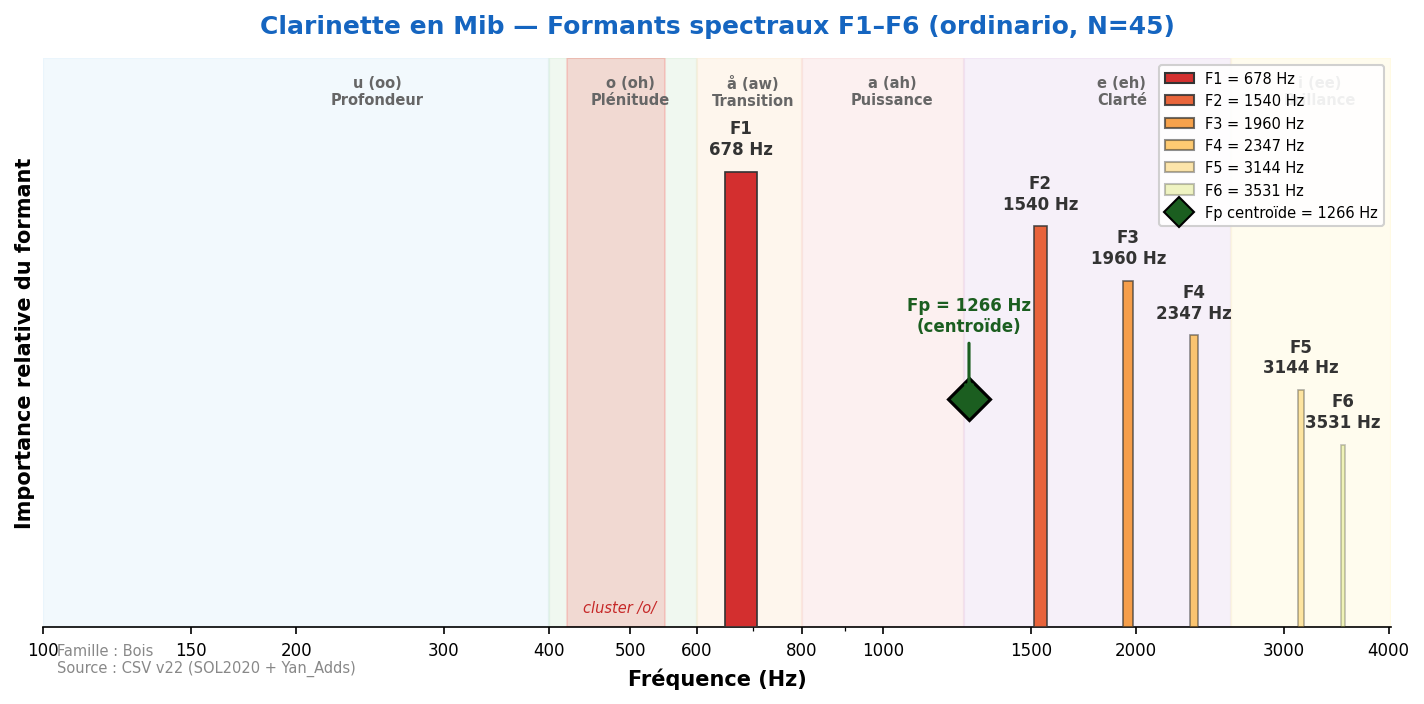 Clarinette en Mib — Formants spectraux F1–F6 (ordinario, N=45)
u (oo)
Profondeur
o (oh)
Plénitude
å (aw)
Transition
a (ah)
Puissance
e (eh)
Clarté
F1 = 678 Hz
F2 = 1540 Hz
F3 = 1960 Hz
F4 = 2347 Hz
F5 = 3144 Hz
F6 = 3531 Hz
Fp centroïde = 1266 Hz
F1
678 Hz
F2
1540 Hz
F3
1960 Hz
F4
2347 Hz
F5
3144 Hz
F6
3531 Hz
Fp = 1266 Hz
(centroïde)
cluster /o/
Importance relative du formant
100 150 200 300 400 500 600 800 1000 1500 2000 3000 4000
Famille : Bois
Source : CSV v22 (SOL2020 + Yan_Adds)
Fréquence (Hz)